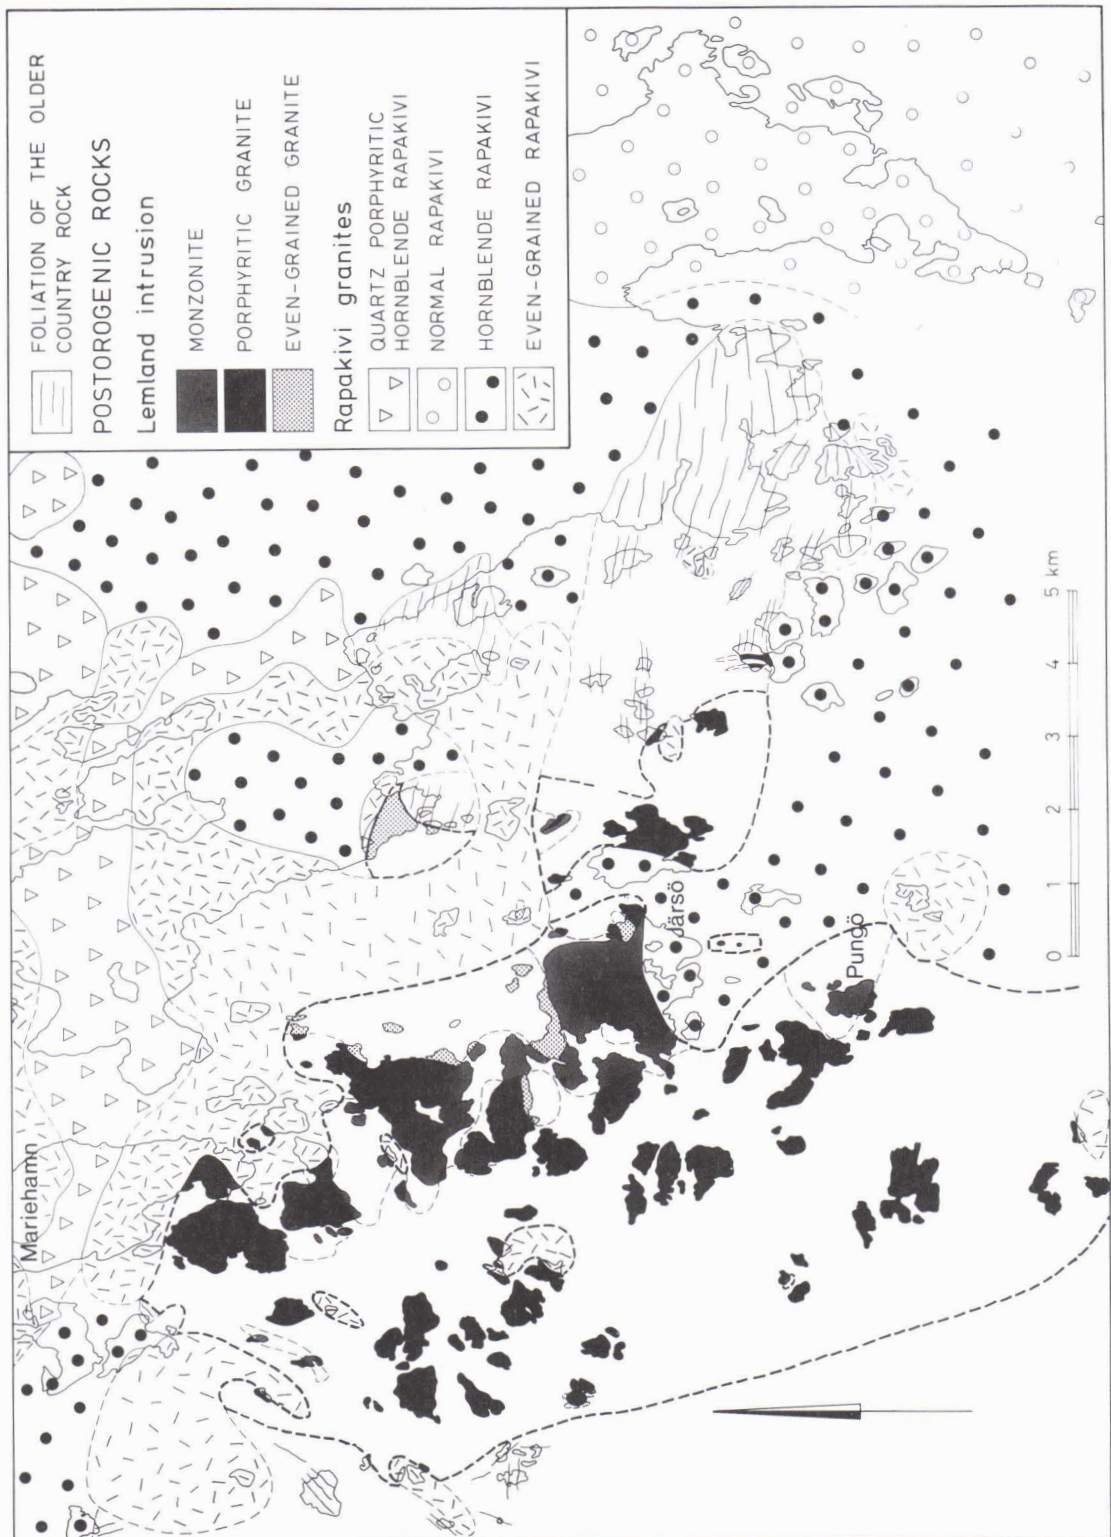 FOLIATION OF THE OLDER
COUNTRY ROCK
POSTOROGENIC ROCKS
Lemland intrusion
MONZONITE
PORPHYRITIC GRANITE
EVEN-GRAINED GRANITE
Rapakivi granites
QUARTZ PORPHYRITIC
HORNBLENDE RAPAKIVI
NORMAL RAPAKIVI
HORNBLENDE RAPAKIVI
EVEN-GRAINED RAPAKIVI
Mariehamn
Järsö
Pungö
0 1 2 3 4 5 km